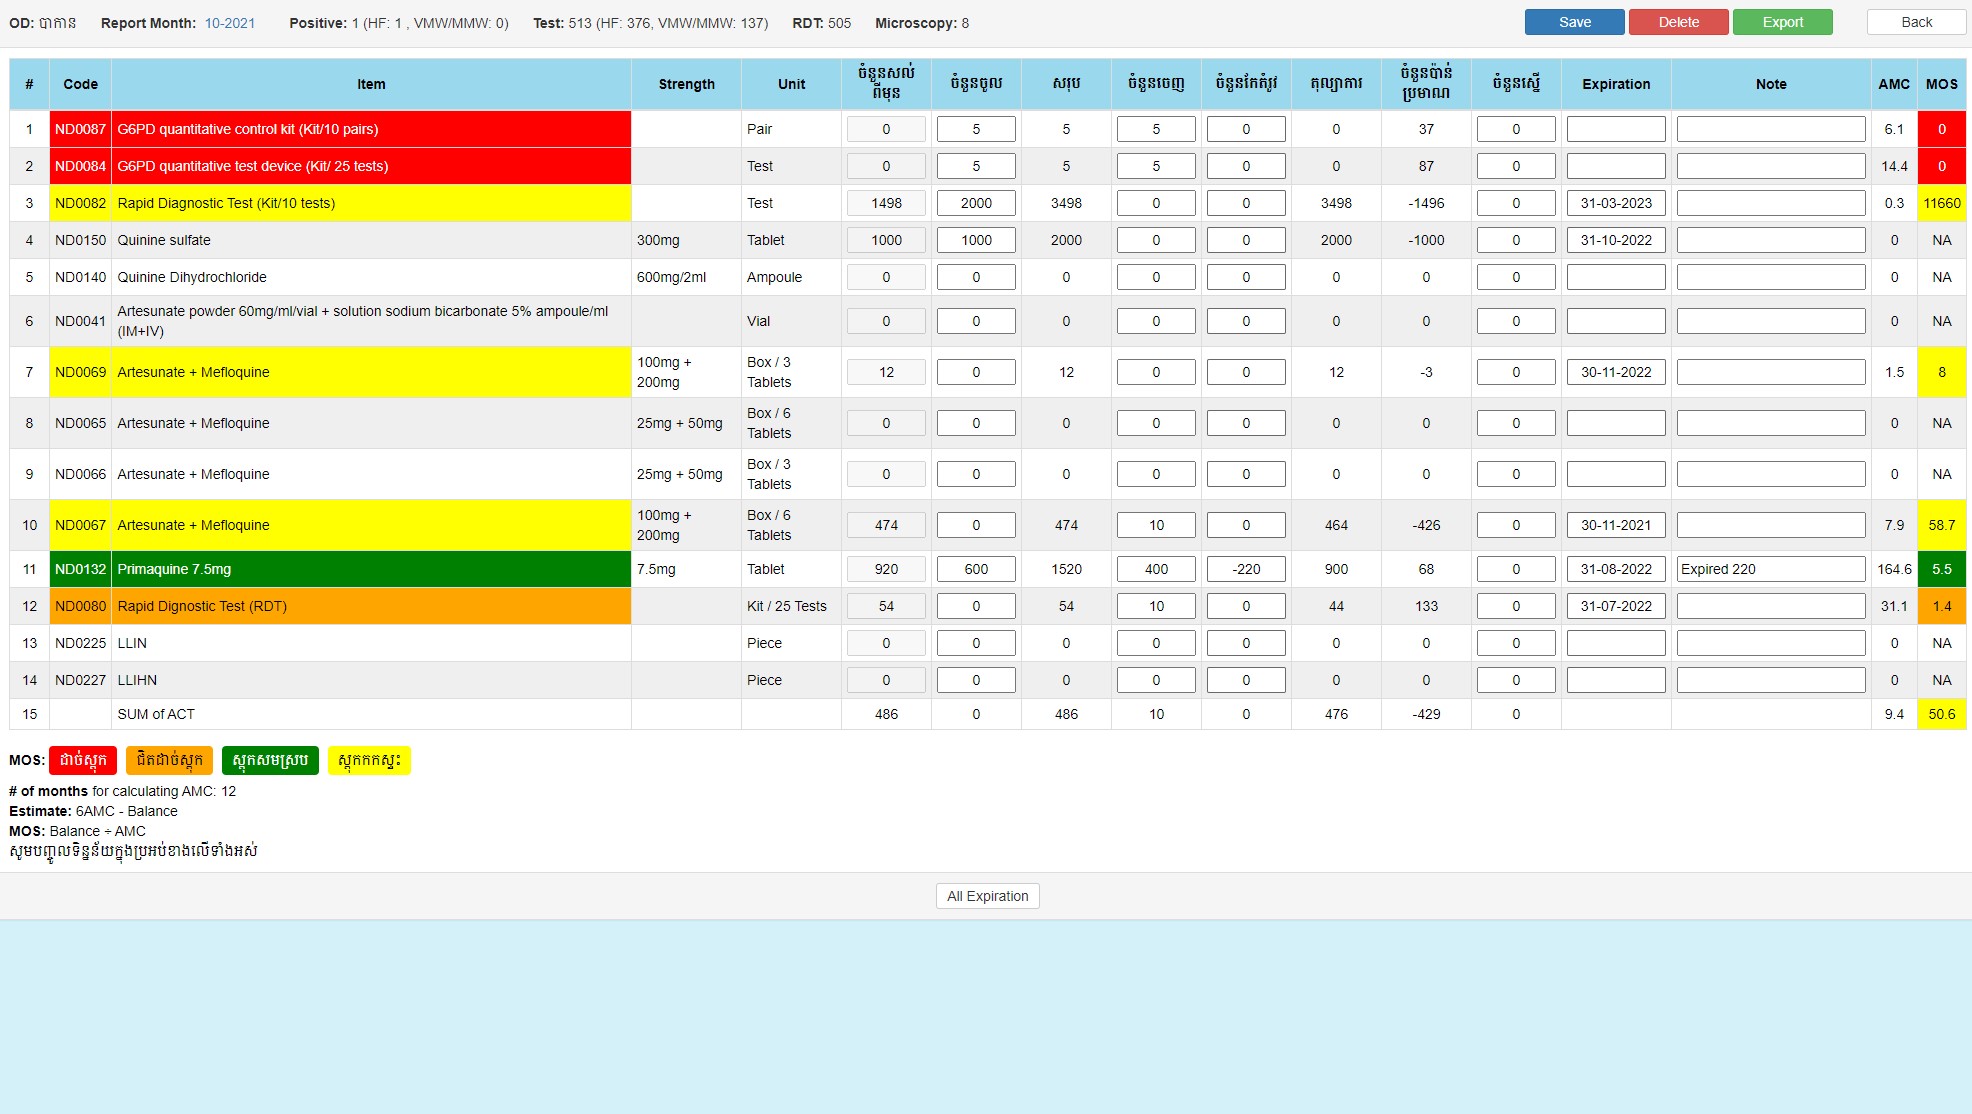 OD: បាកាន Report Month: 10-2021 Positive: 1 (HF: 1 , VMW/MMW: 0) Test: 513 (HF: 376, VMW/MMW: 137) RDT: 505 Microscopy: 8 Save Delete Export Back
# Code Item Strength Unit ចំនួនសល់ពីមុន ចំនួនចូល សរុប ចំនួនចេញ ចំនួនកែតំរូវ តុល្យាការ ចំនួនប៉ាន់ប្រមាណ ចំនួនស្នើ Expiration Note AMC MOS
1 ND0087 G6PD quantitative control kit (Kit/10 pairs) Pair 0 5 5 5 0 0 37 0 6.1 0
2 ND0084 G6PD quantitative test device (Kit/ 25 tests) Test 0 5 5 5 0 0 87 0 14.4 0
3 ND0082 Rapid Diagnostic Test (Kit/10 tests) Test 1498 2000 3498 0 0 3498 -1496 0 31-03-2023 0.3 11660
4 ND0150 Quinine sulfate 300mg Tablet 1000 1000 2000 0 0 2000 -1000 0 31-10-2022 0 NA
5 ND0140 Quinine Dihydrochloride 600mg/2ml Ampoule 0 0 0 0 0 0 0 0 0 NA
6 ND0041 Artesunate powder 60mg/ml/vial + solution sodium bicarbonate 5% ampoule/ml (IM+IV) Vial 0 0 0 0 0 0 0 0 0 NA
7 ND0069 Artesunate + Mefloquine 100mg + 200mg Box / 3 Tablets 12 0 12 0 0 12 -3 0 30-11-2022 1.5 8
8 ND0065 Artesunate + Mefloquine 25mg + 50mg Box / 6 Tablets 0 0 0 0 0 0 0 0 0 NA
9 ND0066 Artesunate + Mefloquine 25mg + 50mg Box / 3 Tablets 0 0 0 0 0 0 0 0 0 NA
10 ND0067 Artesunate + Mefloquine 100mg + 200mg Box / 6 Tablets 474 0 474 10 0 464 -426 0 30-11-2021 7.9 58.7
11 ND0132 Primaquine 7.5mg 7.5mg Tablet 920 600 1520 400 -220 900 68 0 31-08-2022 Expired 220 164.6 5.5
12 ND0080 Rapid Dignostic Test (RDT) Kit / 25 Tests 54 0 54 10 0 44 133 0 31-07-2022 31.1 1.4
13 ND0225 LLIN Piece 0 0 0 0 0 0 0 0 0 NA
14 ND0227 LLIHN Piece 0 0 0 0 0 0 0 0 0 NA
15 SUM of ACT 486 0 486 10 0 476 -429 0 9.4 50.6
MOS: ដាច់ស្តុក ជិតដាច់ស្តុក ស្តុកសមស្រប ស្តុកកកស្ទះ
# of months for calculating AMC: 12
Estimate: 6AMC - Balance
MOS: Balance ÷ AMC
សូមបញ្ចូលទិន្នន័យក្នុងប្រអប់ខាងលើទាំងអស់
All Expiration